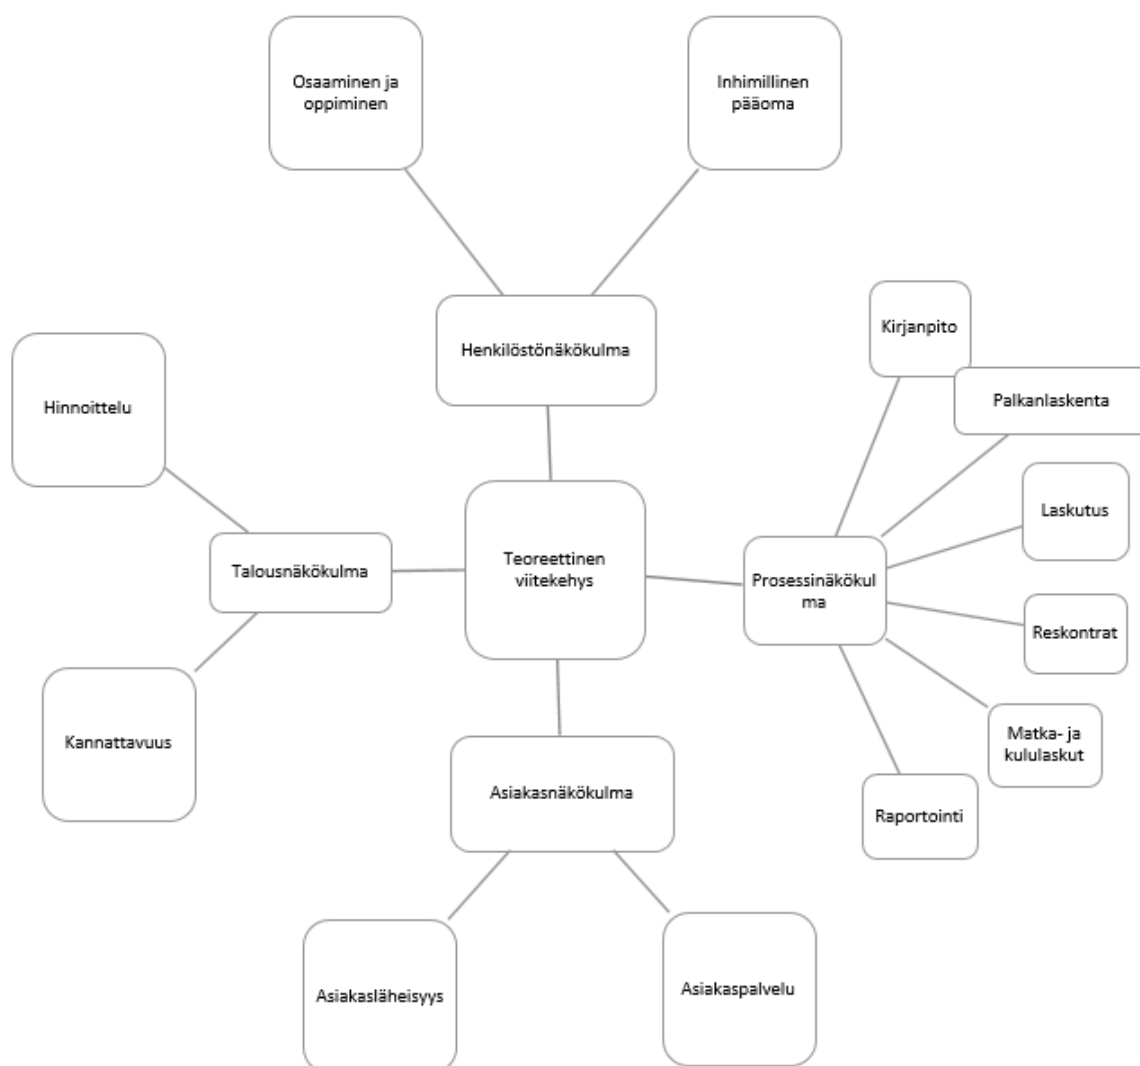 Osaaminen ja
oppiminen
Inhimillinen
pääoma
Henkilöstönäkökulma
Kirjanpito
Palkanlaskenta
Hinnoittelu
Laskutus
Talousnäkökulma
Teoreettinen
viitekehys
Prosessinäkökul
ma
Reskontrat
Kannattavuus
Matka- ja
kululaskut
Asiakasnäkökulma
Raportointi
Asiakasläheisyys
Asiakaspalvelu